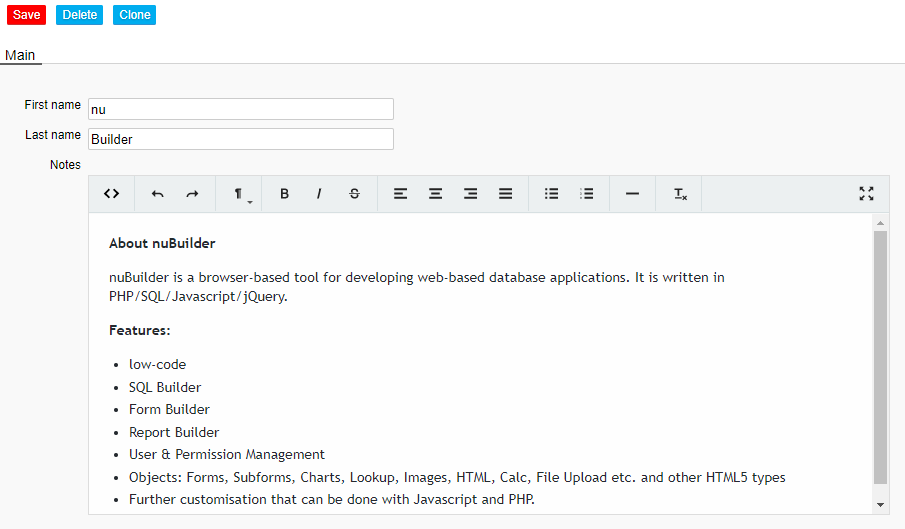 Save Delete Clone
Main
First name nu
Last name Builder
Notes
About nuBuilder
nuBuilder is a browser-based tool for developing web-based database applications. It is written in
PHP/SQL/Javascript/jQuery.
Features:
• low-code
• SQL Builder
• Form Builder
• Report Builder
• User & Permission Management
• Objects: Forms, Subforms, Charts, Lookup, Images, HTML, Calc, File Upload etc. and other HTML5 types
• Further customisation that can be done with Javascript and PHP.